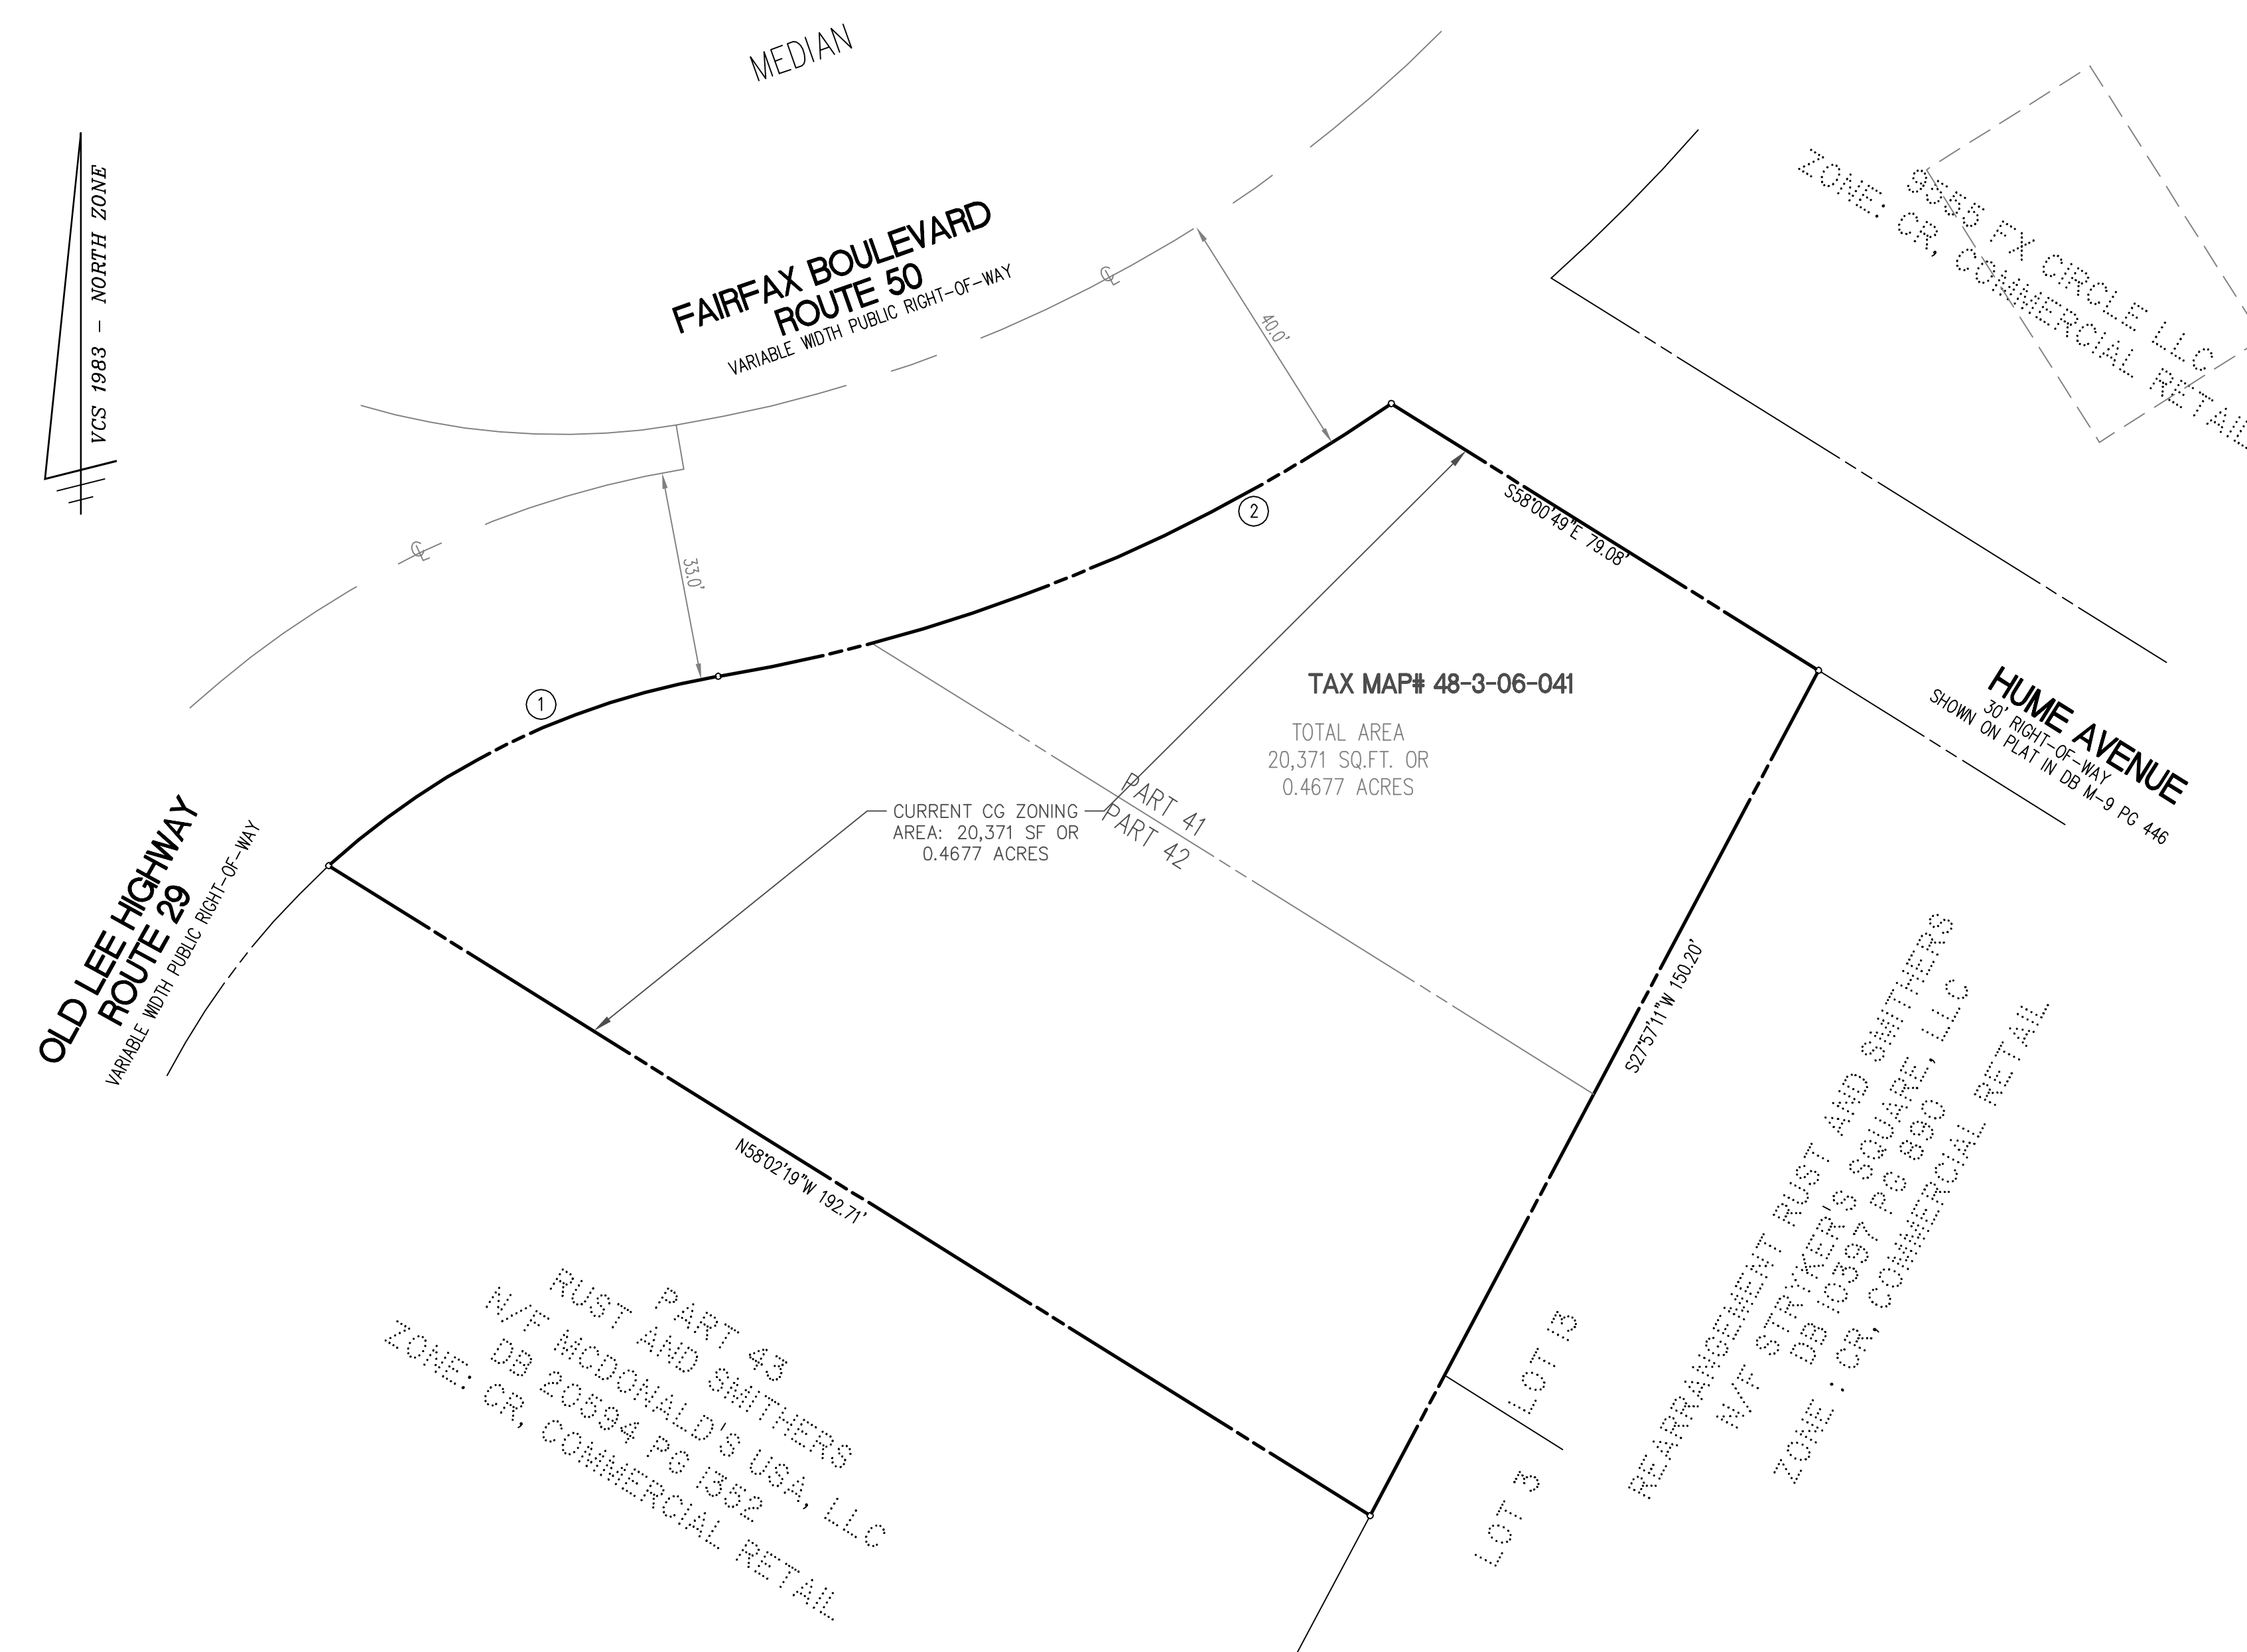 MEDIAN
VCS 1983 - NORTH ZONE
FAIRFAX BOULEVARD
ROUTE 50
VARIABLE WIDTH PUBLIC RIGHT-OF-WAY
℄
40.0'
9555 FX CIRCLE LLC
ZONE: CR, COMMERCIAL RETAIL
℄
33.0'
2
S58°00'49"E 79.08'
1
TAX MAP# 48-3-06-041
TOTAL AREA
20,371 SQ.FT. OR
0.4677 ACRES
HUME AVENUE
30' RIGHT-OF-WAY
SHOWN ON PLAT IN DB M-9 PG 446
PART 41
PART 42
CURRENT CG ZONING
AREA: 20,371 SF OR
0.4677 ACRES
OLD LEE HIGHWAY
ROUTE 29
VARIABLE WIDTH PUBLIC RIGHT-OF-WAY
S27°57'11"W 150.20'
N58°02'19"W 192.71'
REARRANGEMENT RUST AND SMITHERS
N/F STRYKER'S SQUARE, LLC
DB 10397 PG 890
ZONE : CR, COMMERCIAL RETAIL
PART 43
RUST AND SMITHERS
N/F MCDONALD'S USA, LLC
DB 20594 PG 1352
ZONE: CR, COMMERCIAL RETAIL
LOT 13
LOT 3